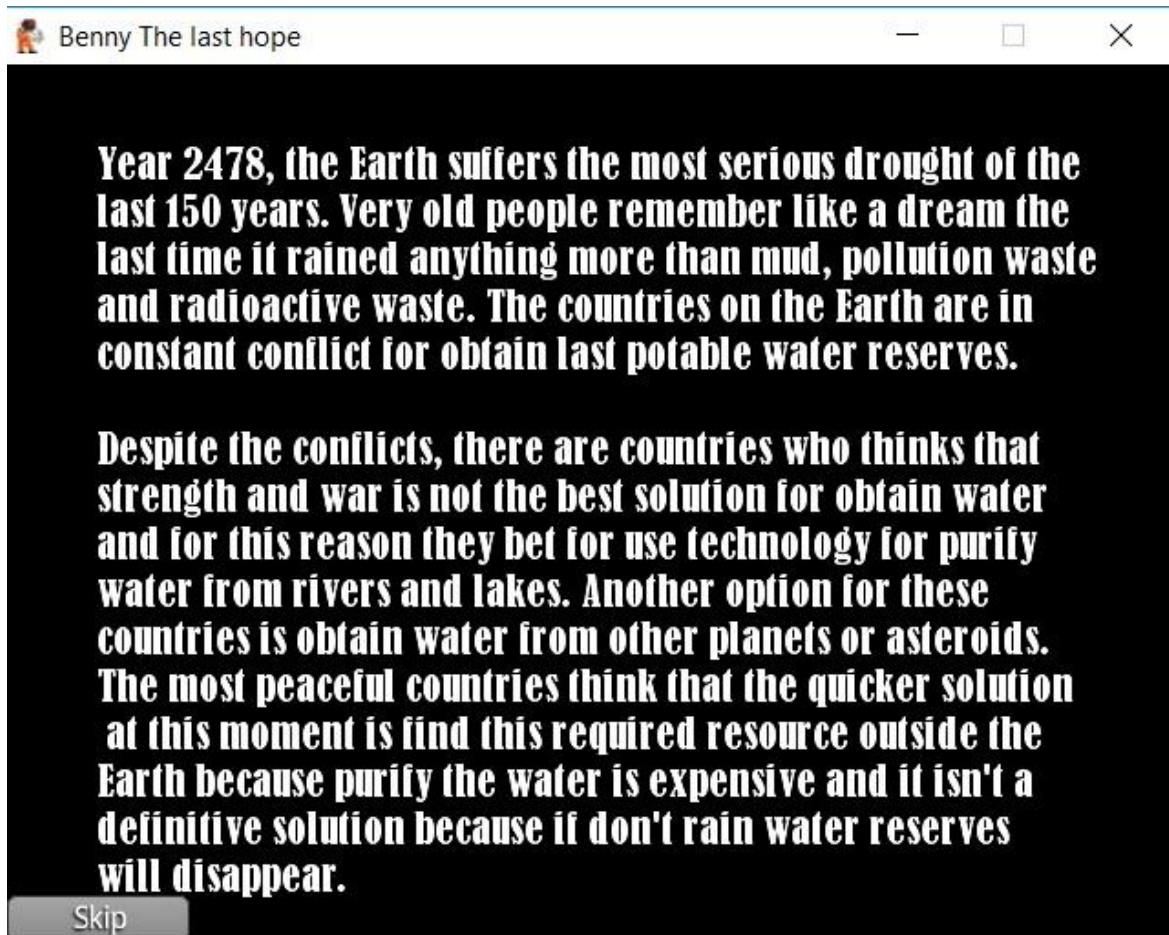 Benny The last hope
Year 2478, the Earth suffers the most serious drought of the
last 150 years. Very old people remember like a dream the
last time it rained anything more than mud, pollution waste
and radioactive waste. The countries on the Earth are in
constant conflict for obtain last potable water reserves.
Despite the conflicts, there are countries who thinks that
strength and war is not the best solution for obtain water
and for this reason they bet for use technology for purify
water from rivers and lakes. Another option for these
countries is obtain water from other planets or asteroids.
The most peaceful countries think that the quicker solution
at this moment is find this required resource outside the
Earth because purify the water is expensive and it isn't a
definitive solution because if don't rain water reserves
will disappear.
Skip